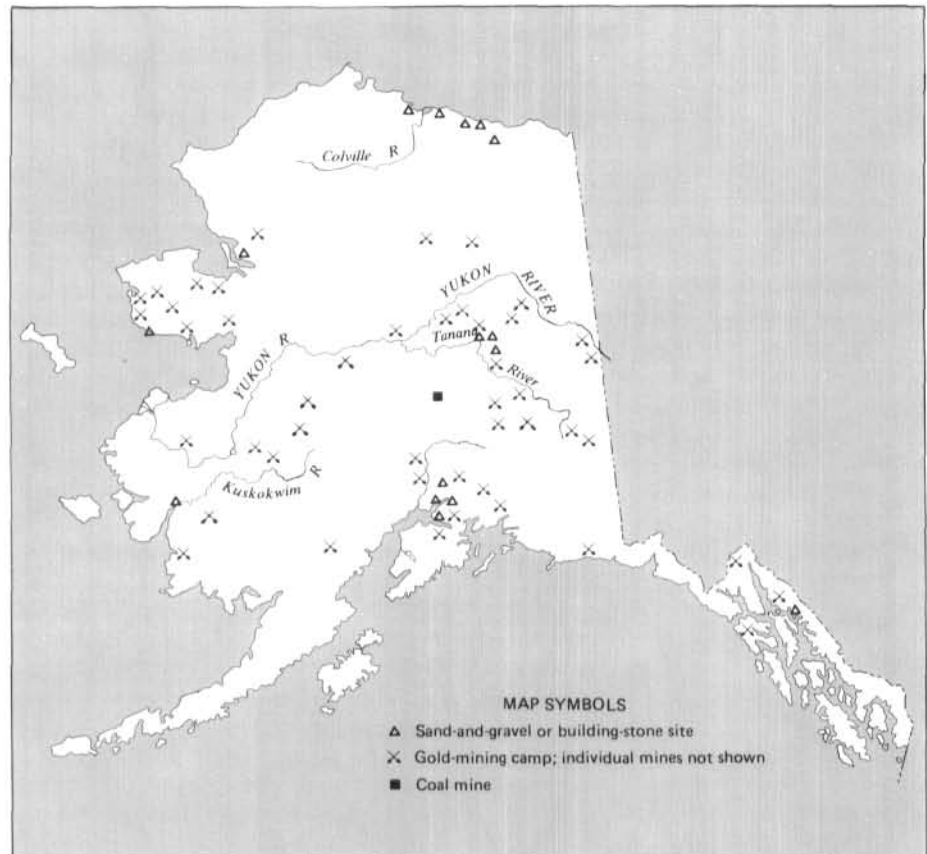 Colville R
YUKON RIVER
Tanana
River
YUKON R
Kuskokwim R
MAP SYMBOLS
Sand-and-gravel or building-stone site
Gold-mining camp; individual mines not shown
Coal mine